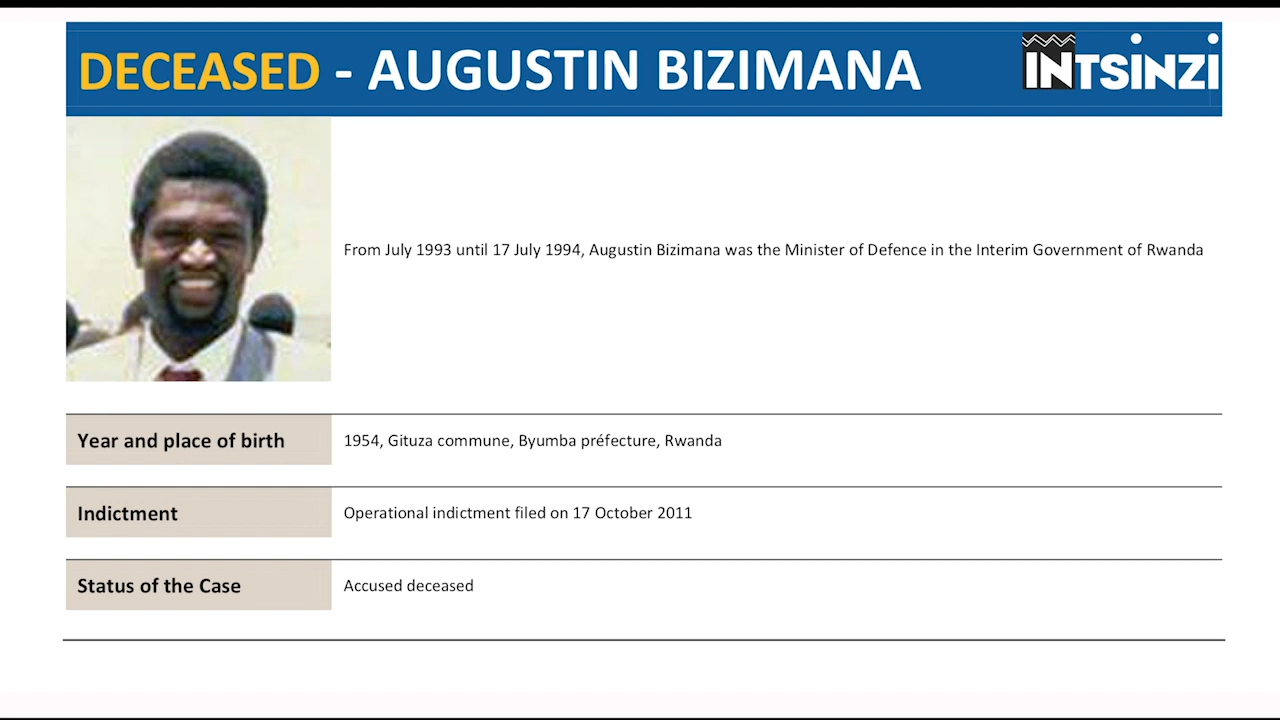 DECEASED - AUGUSTIN BIZIMANA
INTSINZI
From July 1993 until 17 July 1994, Augustin Bizimana was the Minister of Defence in the Interim Government of Rwanda
Year and place of birth
1954, Gituza commune, Byumba préfecture, Rwanda
Indictment
Operational indictment filed on 17 October 2011
Status of the Case
Accused deceased